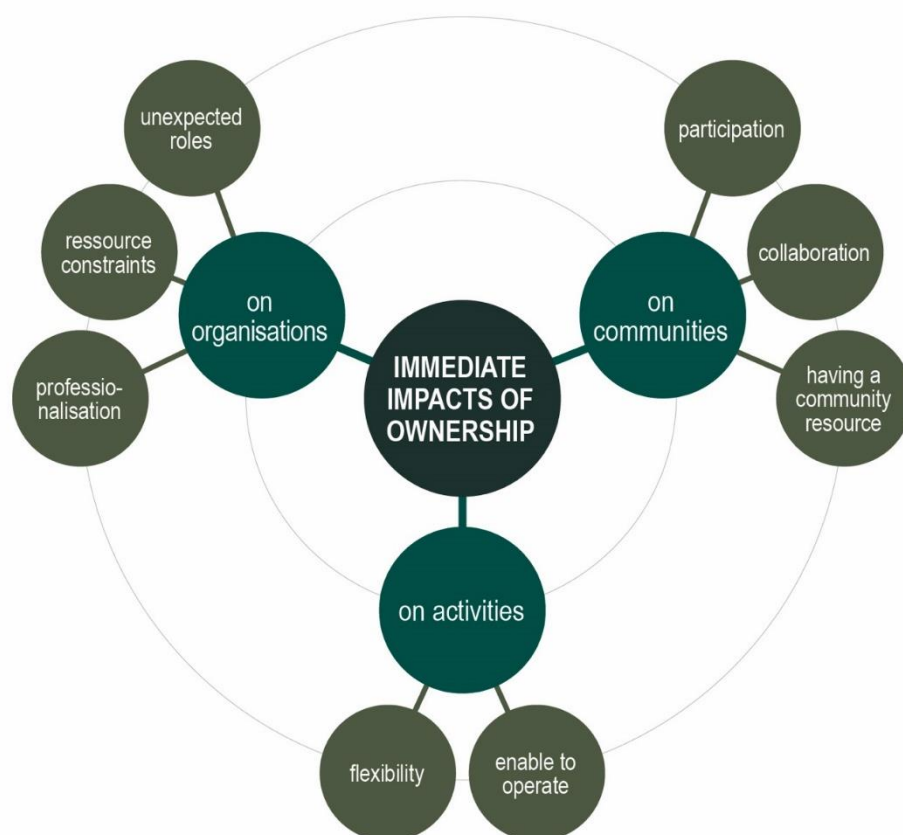 unexpected
roles
ressource
constraints
professio-
nalisation
on
organisations
IMMEDIATE
IMPACTS OF
OWNERSHIP
on
communities
participation
collaboration
having a
community
resource
on activities
flexibility
enable to
operate